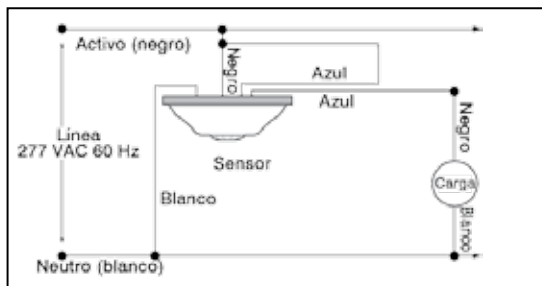 Activo (negro)
Negro
Azul
Azul
Negro
Línea
277 VAC 60 Hz
Sensor
Carga
Blanco
Blanco
Neutro (blanco)